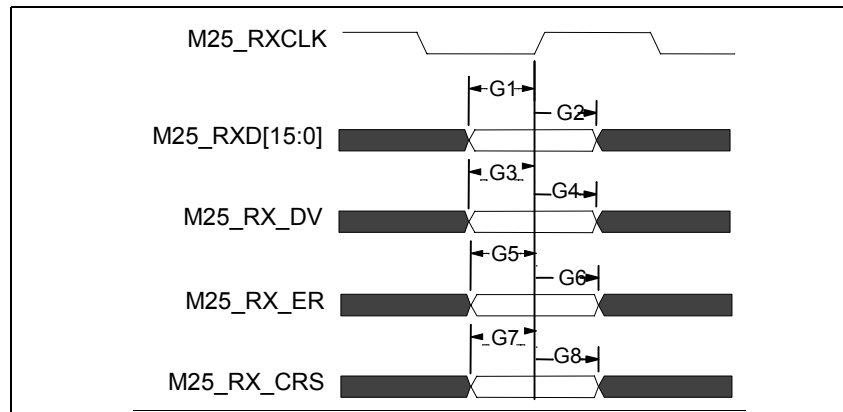 M25_RXCLK
G1
G2
M25_RXD[15:0]
G3
G4
M25_RX_DV
G5
G6
M25_RX_ER
G7
G8
M25_RX_CRS